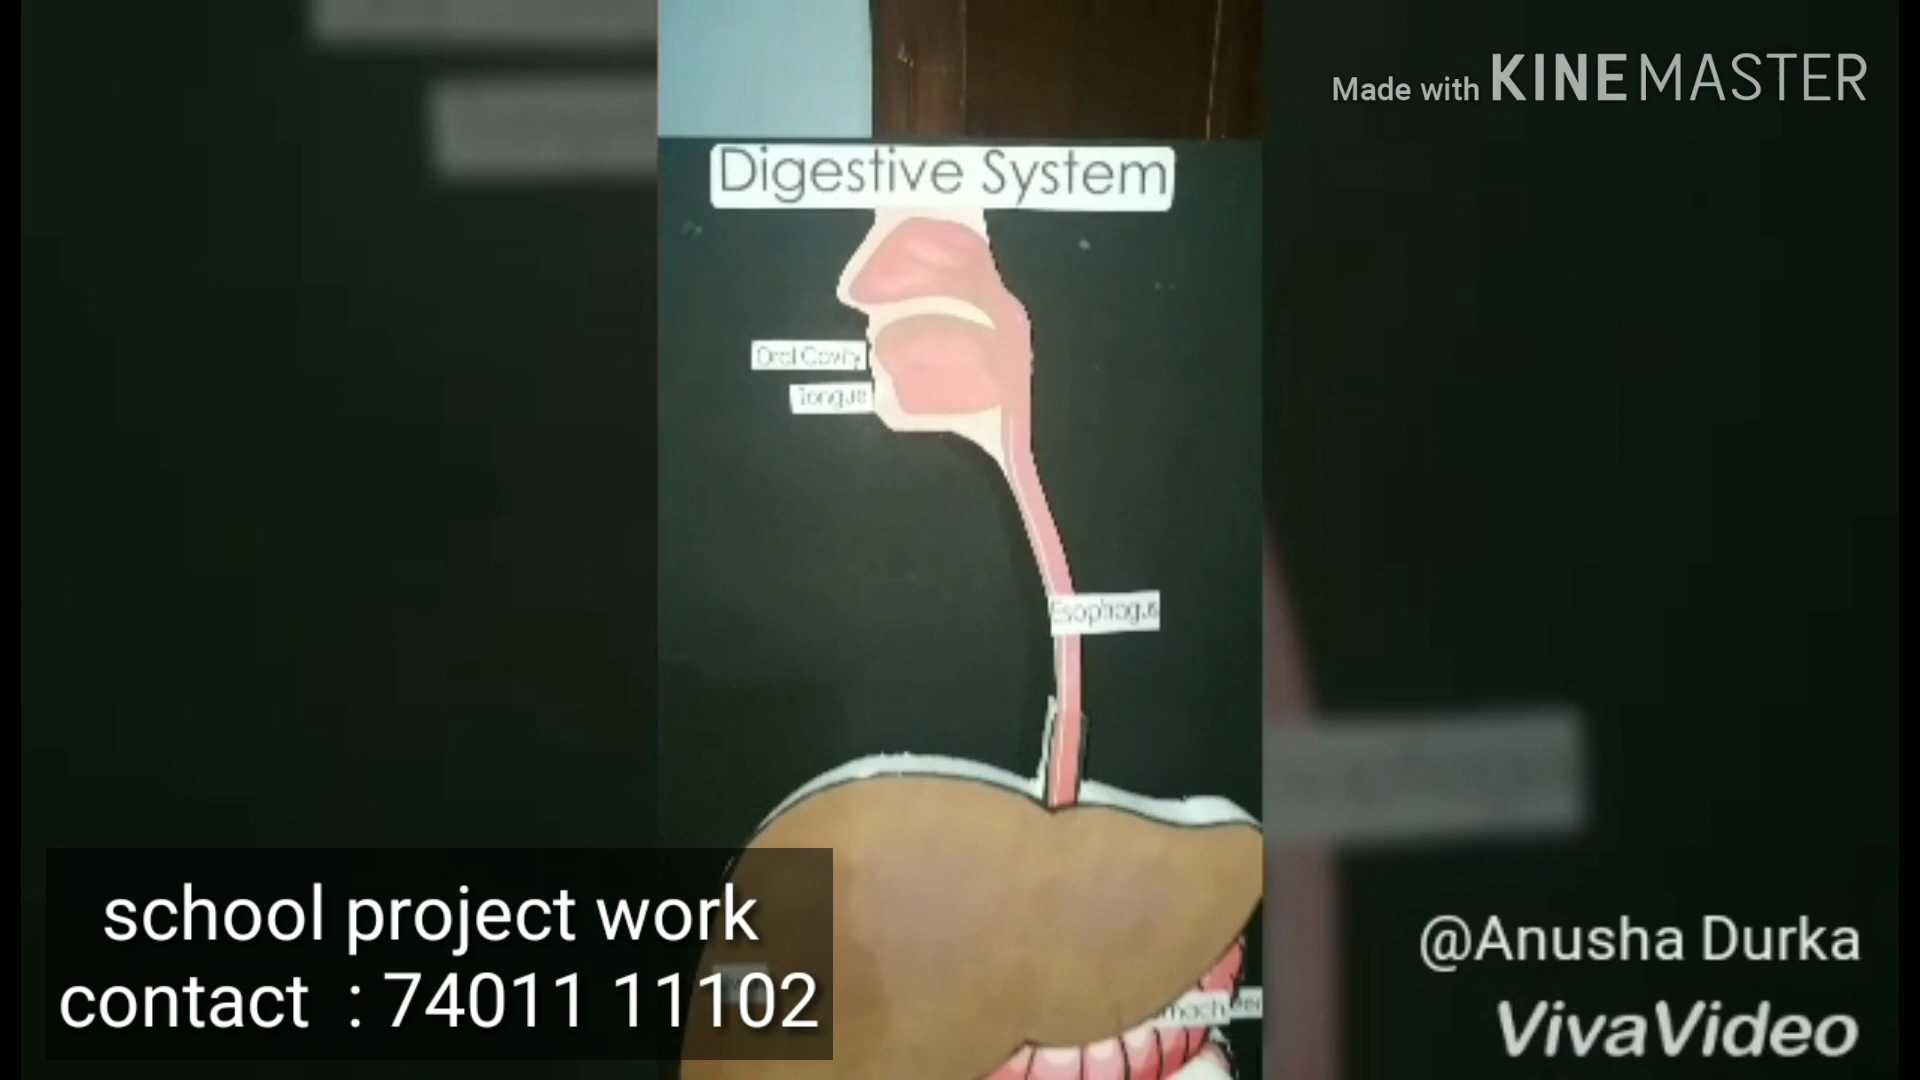 Made with KINEMASTER
Digestive System
Oral Cavity
Tongue
Esophagus
school project work
contact : 74011 11102
@Anusha Durka
VivaVideo